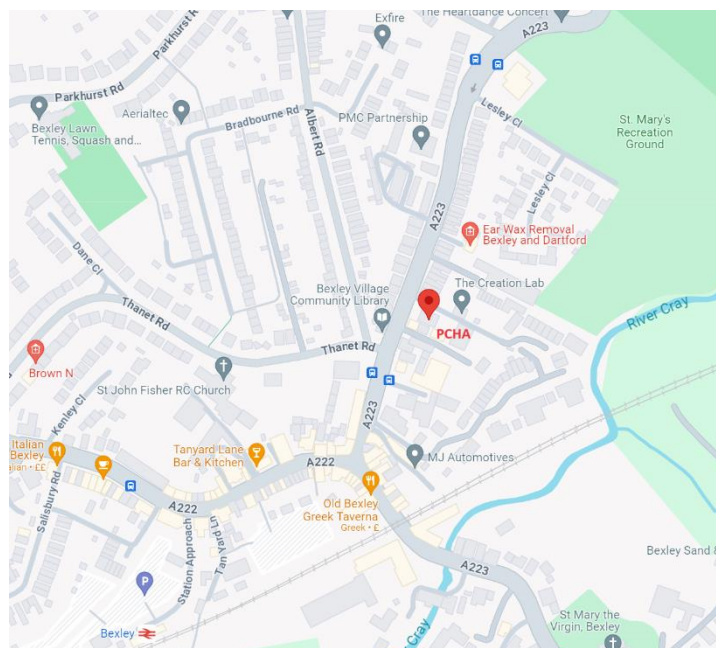 The Heartdance Concert
Exfire
A223
Parkhurst Rd
Parkhurst Rd
Aerialtec
Bexley Lawn
Tennis, Squash and...
Bradbourne Rd
Albert Rd
PMC Partnership
Lesley Cl
St. Mary's
Recreation
Ground
A223
Lesley Cl
Ear Wax Removal
Bexley and Dartford
Dane Cl
Bexley Village
Community Library
The Creation Lab
River Cray
Thanet Rd
PCHA
Thanet Rd
Brown N
St John Fisher RC Church
Kenley Cl
A223
Italian
Bexley
alian • ££
Tanyard Lane
Bar & Kitchen
A222
MJ Automotives
Salisbury Rd
A222
Old Bexley
Greek Taverna
Greek • £
Station Approach
Tan Yard Ln
A223
Bexley Sand &
P
St Mary the
Virgin, Bexley
Bexley
Cray